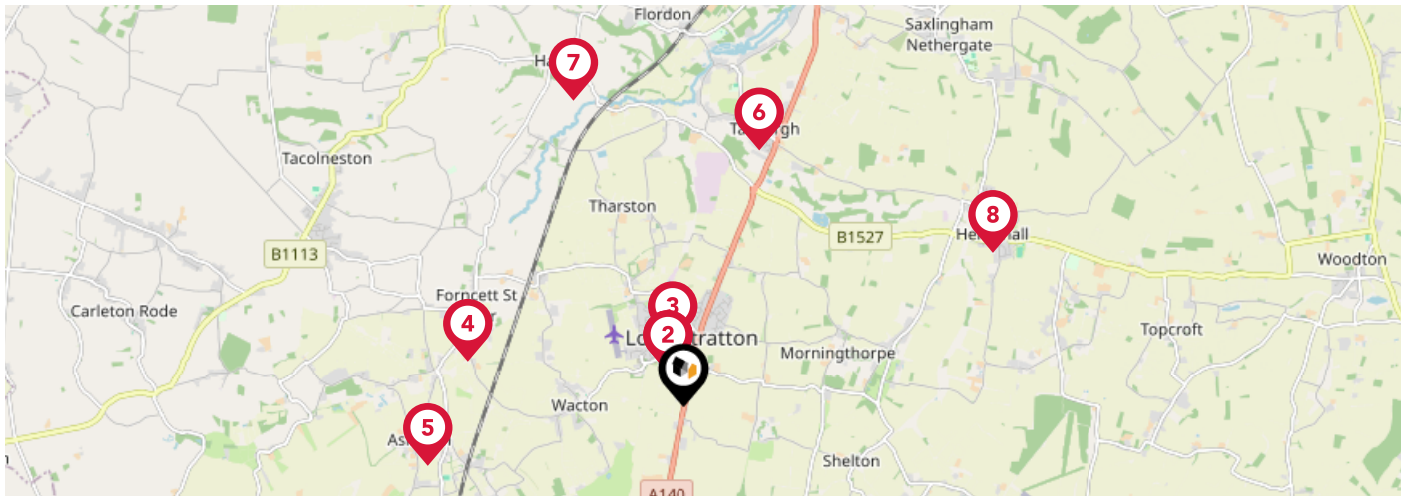 Flordon
Saxlingham
Nethergate
7
6
Tacolneston
Tharston
8
B1527
B1113
Woodton
Forncett St
3
Carleton Rode
4
2
Topcroft
Morningthorpe
Wacton
5
Shelton
A140